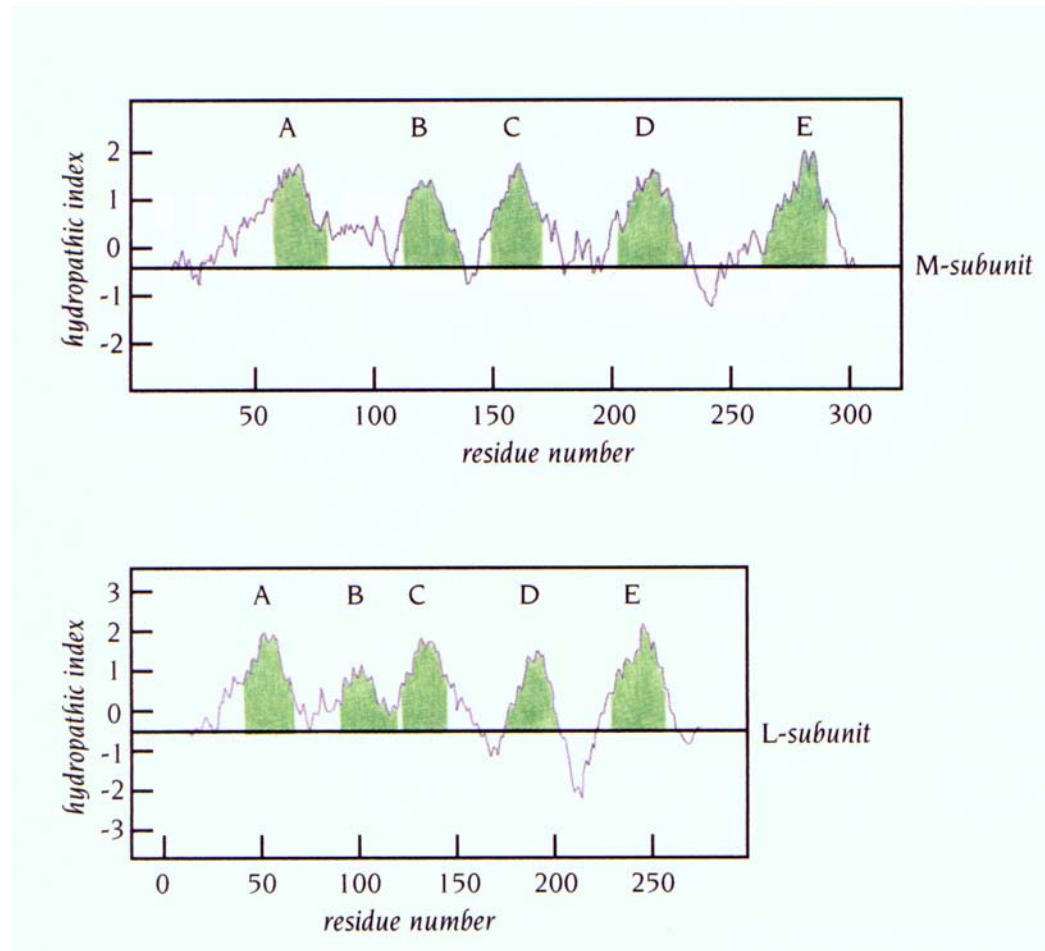 A B C D E
hydropathic index
2
1
0
-1
-2
M-subunit
50 100 150 200 250 300
residue number
A B C D E
hydropathic index
3
2
1
0
-1
-2
-3
L-subunit
0 50 100 150 200 250
residue number